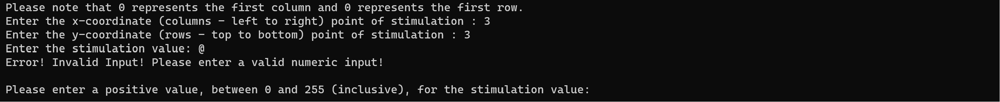 Please note that 0 represents the first column and 0 represents the first row.
Enter the x-coordinate (columns - left to right) point of stimulation : 3
Enter the y-coordinate (rows - top to bottom) point of stimulation : 3
Enter the stimulation value: @
Error! Invalid Input! Please enter a valid numeric input!
Please enter a positive value, between 0 and 255 (inclusive), for the stimulation value: